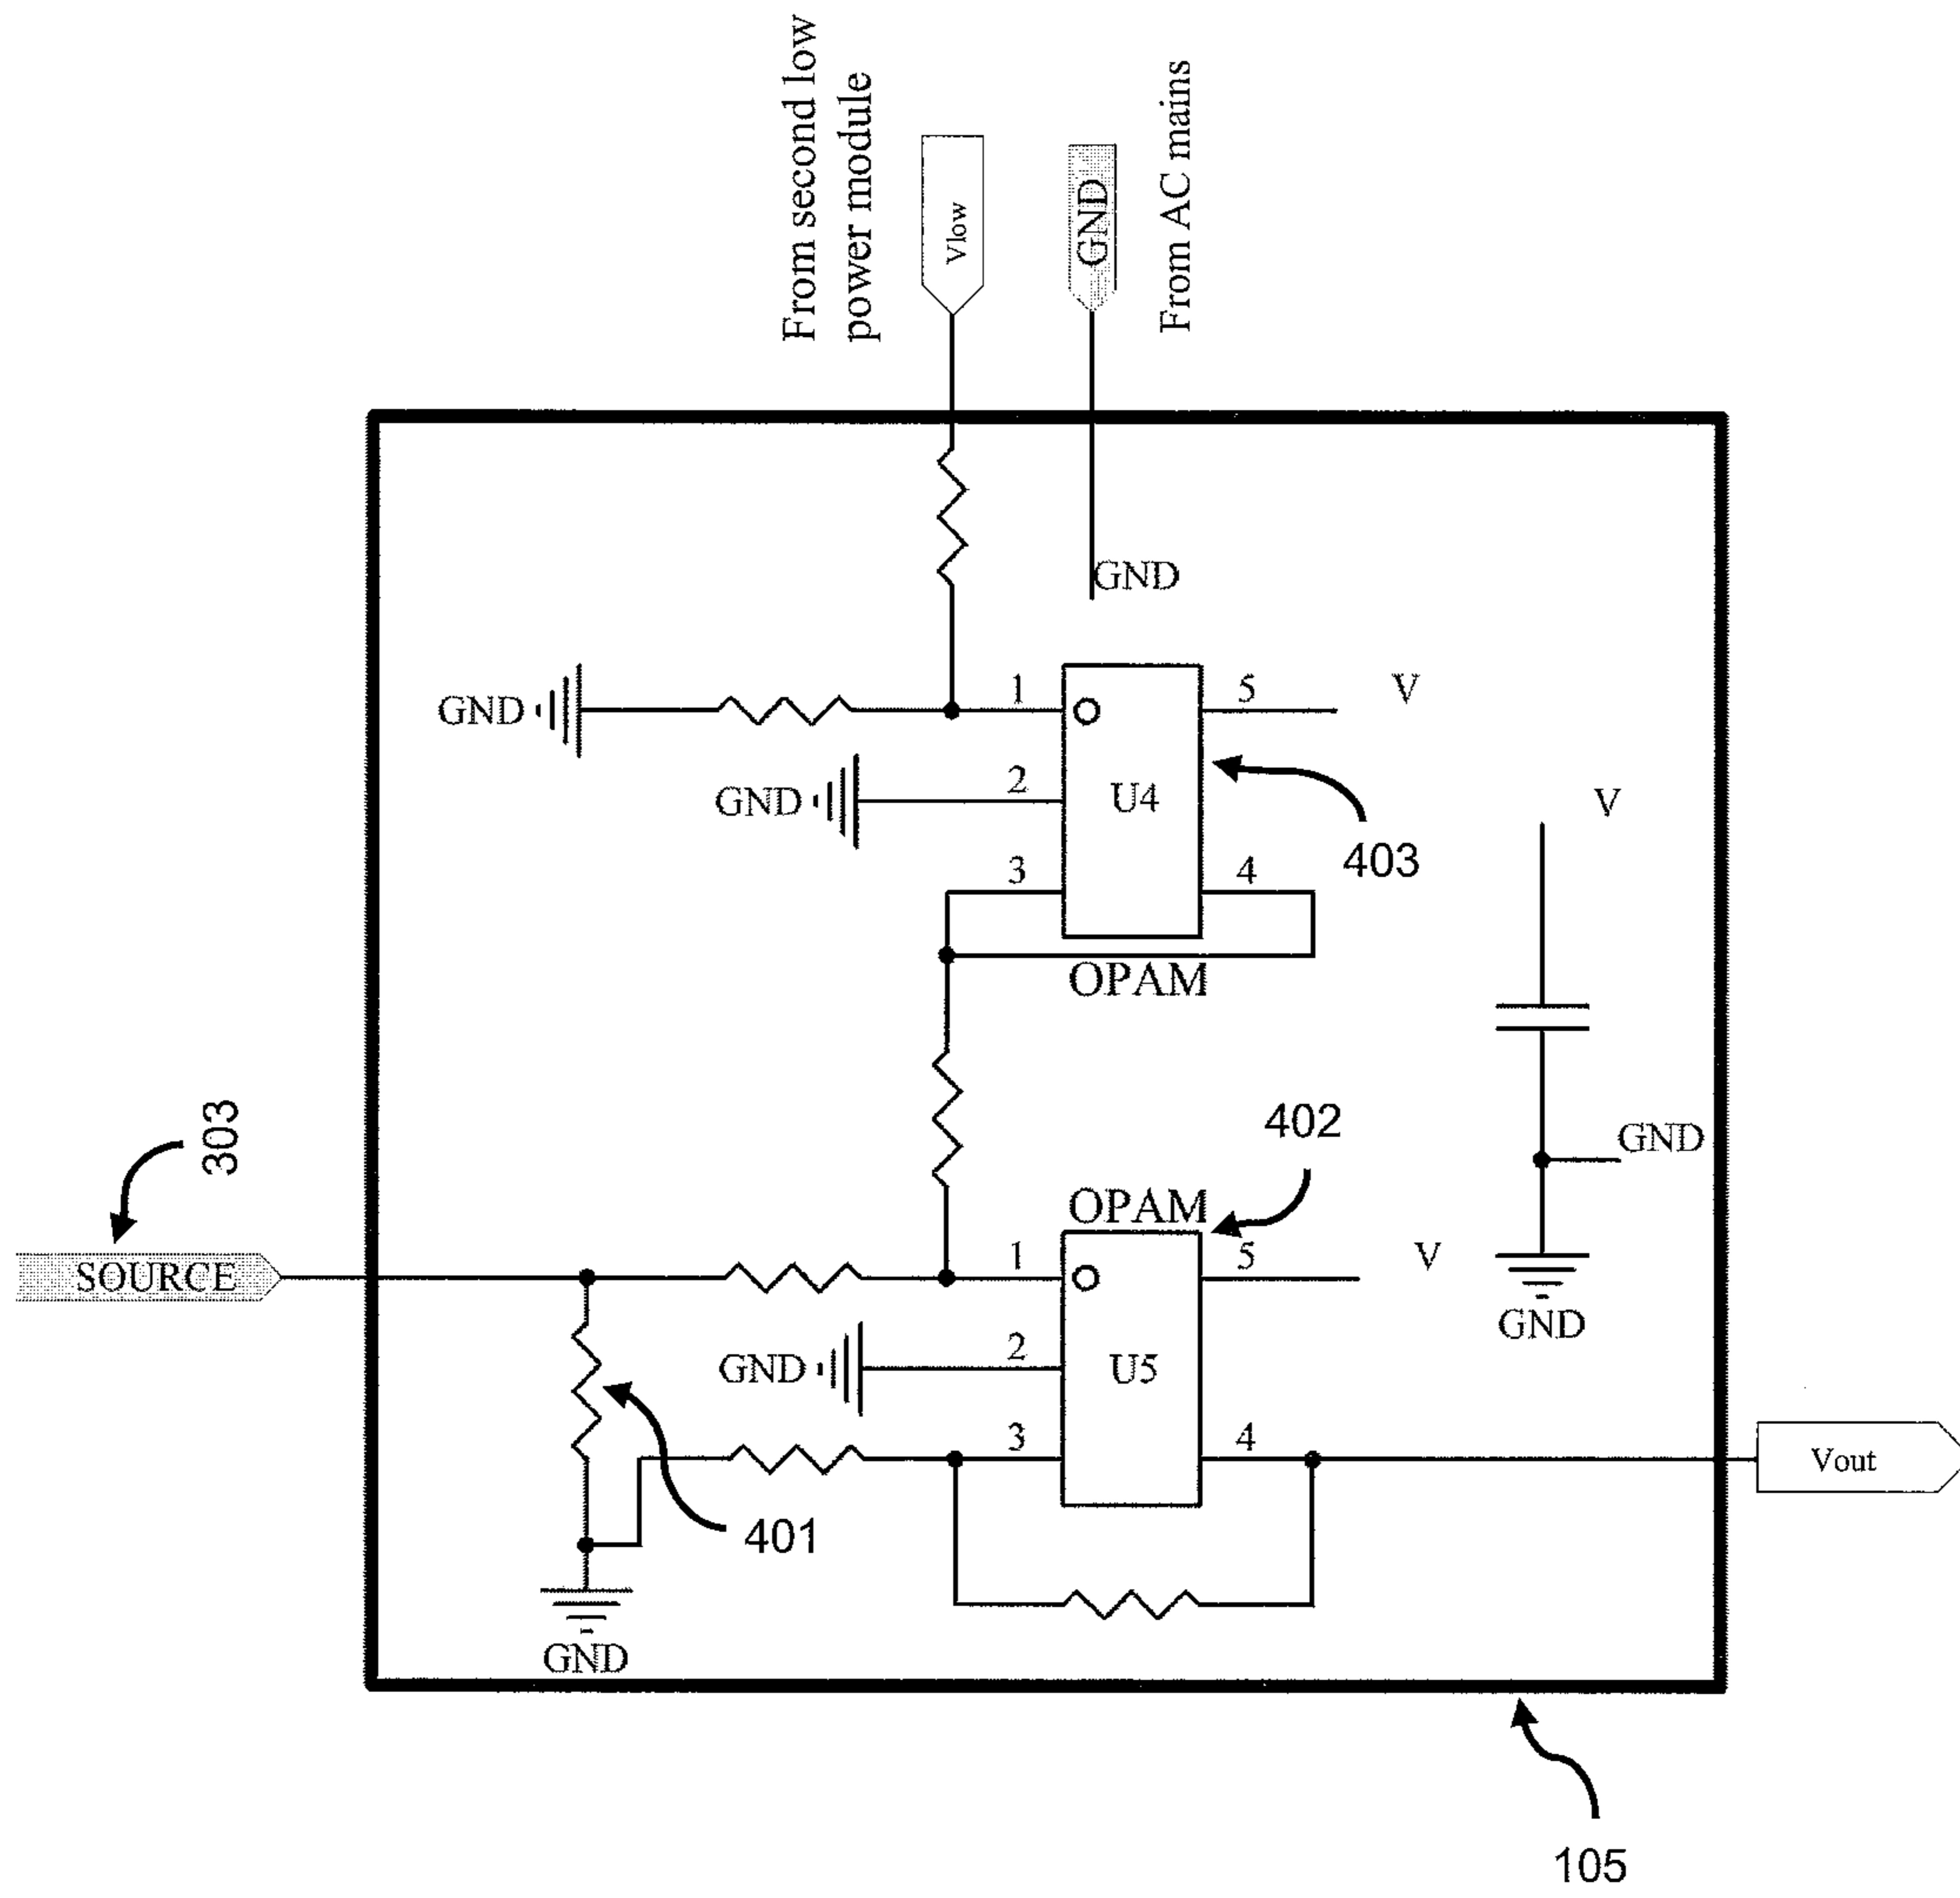 From second low
power module
Vlow
GND
From AC mains
GND
1
5
V
GND
2
GND
U4
403
V
3
4
OPAM
303
402
GND
OPAM
SOURCE
1
5
V
GND
2
GND
U5
3
4
Vout
401
GND
105